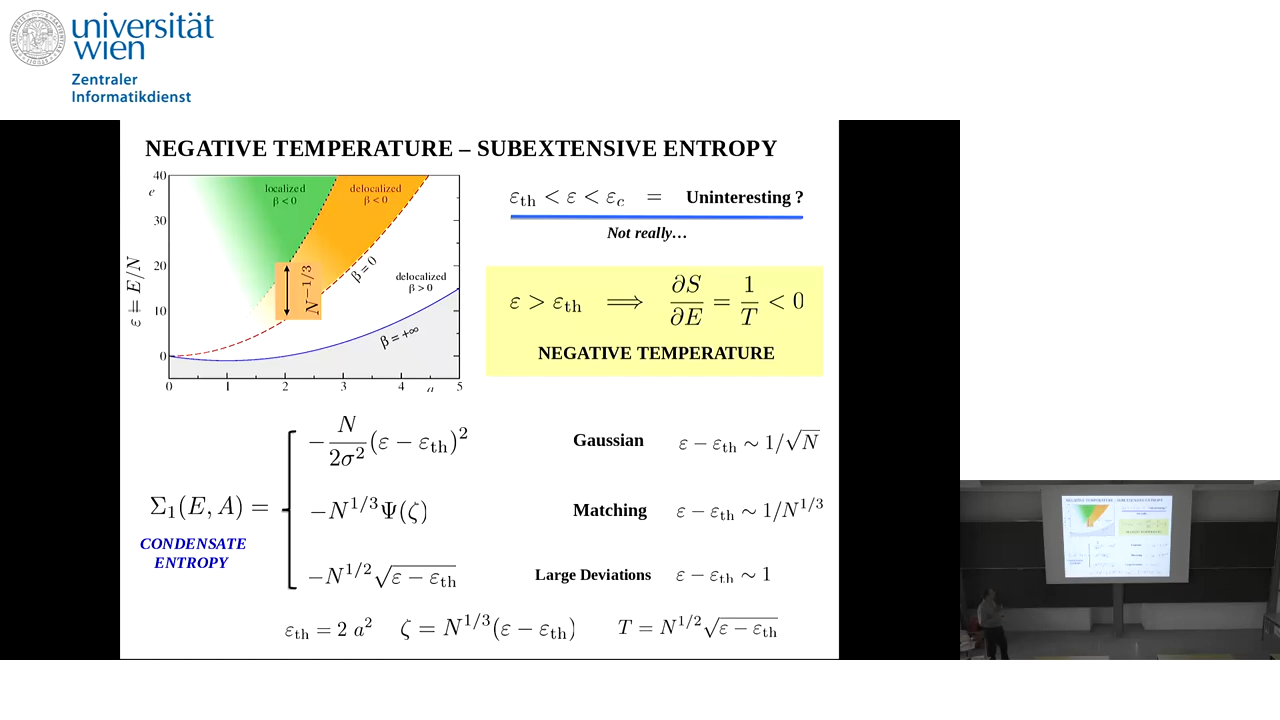 universität
wien
Zentraler
Informatikdienst
NEGATIVE TEMPERATURE – SUBEXTENSIVE ENTROPY
40
e
30
20
10
0
0 1 2 3 4 a 5
ε = E/N
localized
β < 0
delocalized
β < 0
β = 0
delocalized
β > 0
β = +∞
N^{-1/3}
ε_th < ε < ε_c = Uninteresting ?
Not really…
ε > ε_th ⟹ ∂S/∂E = 1/T < 0
NEGATIVE TEMPERATURE
Σ₁(E, A) =
CONDENSATE
ENTROPY
−N/2σ² (ε − ε_th)² Gaussian ε − ε_th ∼ 1/√N
−N^{1/3}Ψ(ζ) Matching ε − ε_th ∼ 1/N^{1/3}
−N^{1/2}√(ε − ε_th) Large Deviations ε − ε_th ∼ 1
ε_th = 2 a² ζ = N^{1/3}(ε − ε_th) T = N^{1/2}√(ε − ε_th)